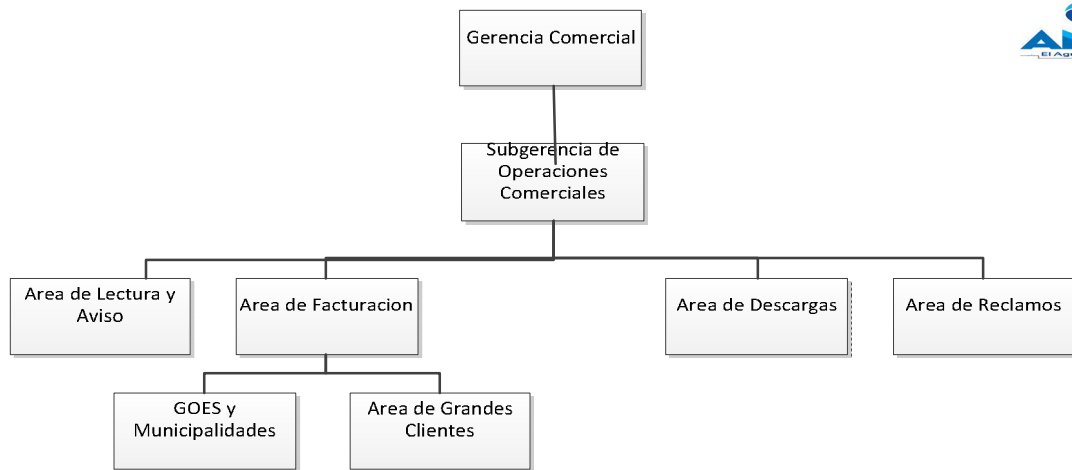 Gerencia Comercial
Subgerencia de
Operaciones
Comerciales
Area de Lectura y
Aviso
Area de Facturacion
Area de Descargas
Area de Reclamos
GOES y
Municipalidades
Area de Grandes
Clientes